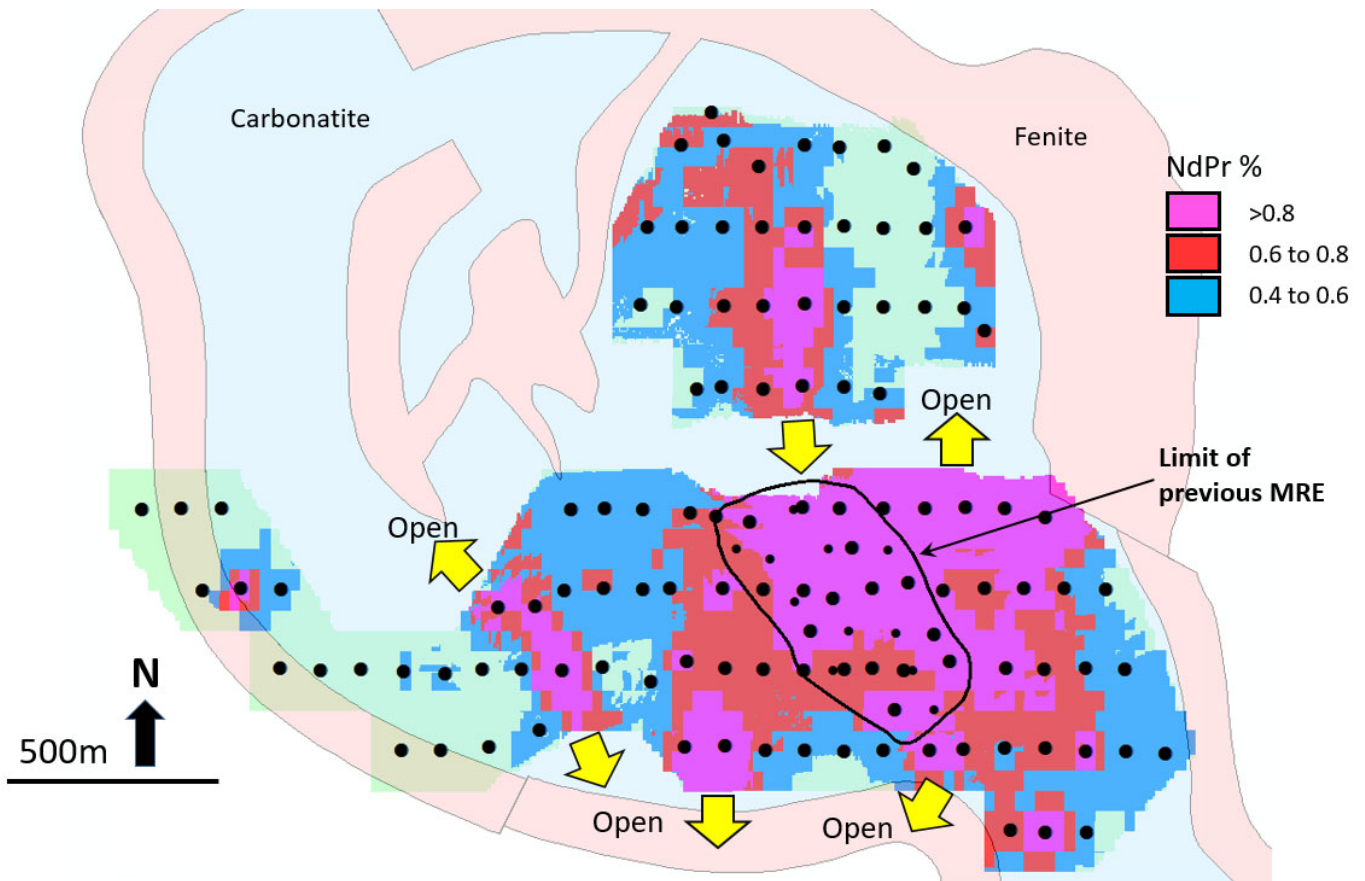 Carbonatite
Fenite
NdPr %
>0.8
0.6 to 0.8
0.4 to 0.6
Open
Limit of
previous MRE
Open
N
500m
Open
Open